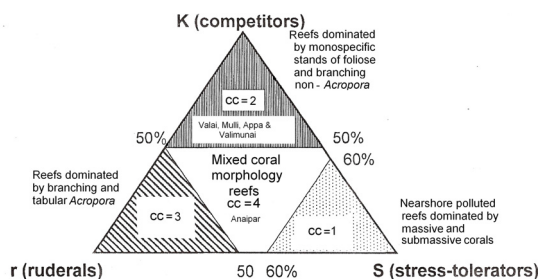 K (competitors)
Reefs dominated
by monospecific
stands of foliose
and branching
non - Acropora
cc = 2
Valai, Mulli, Appa &
Valimunai
50%
50%
60%
Mixed coral
morphology
reefs
cc = 4
Anaipar
Reefs dominated
by branching and
tabular Acropora
cc = 3
cc = 1
Nearshore polluted
reefs dominated by
massive and
submassive corals
r (ruderals)
50 60%
S (stress-tolerators)